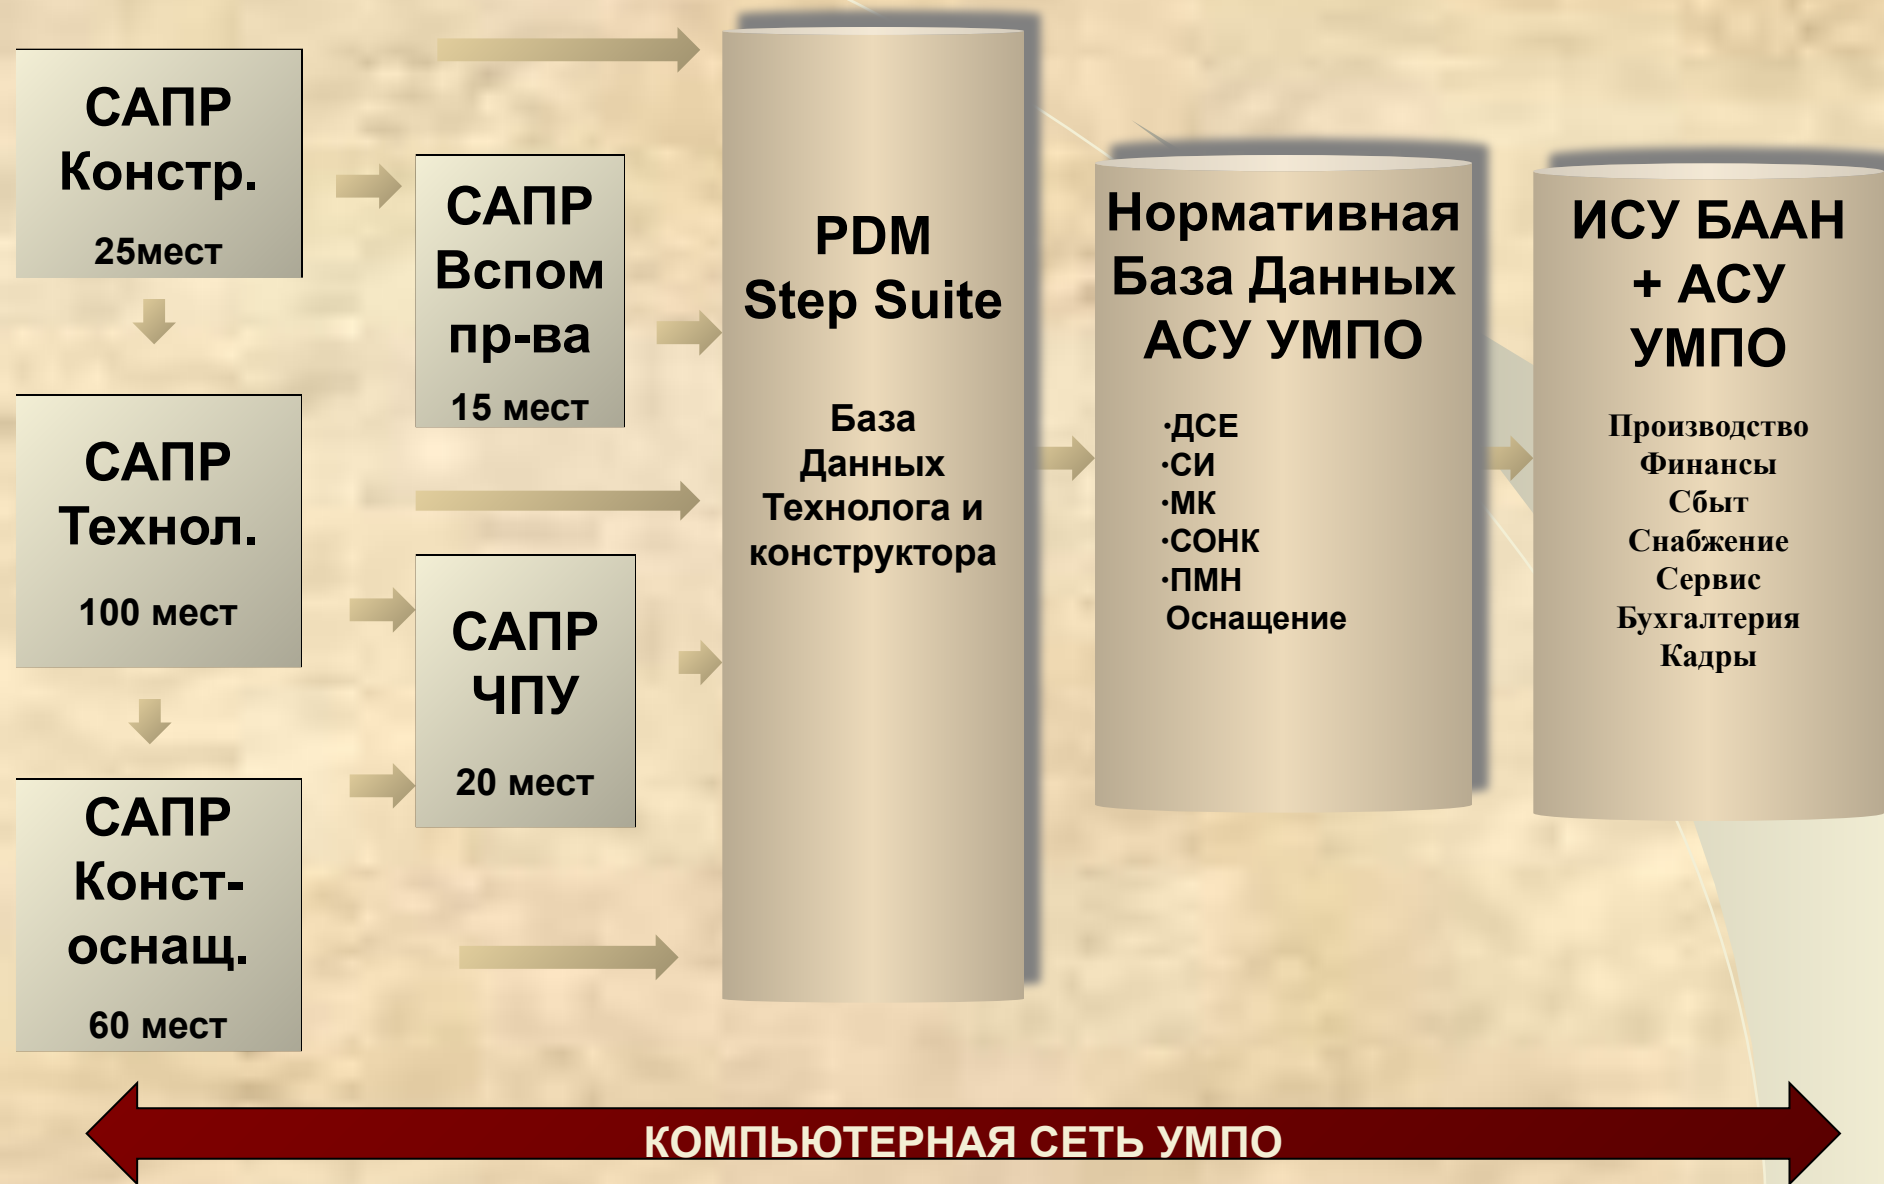 САПР
Констр.
25мест
САПР
Технол.
100 мест
САПР
Конст-
оснащ.
60 мест
САПР
Вспом
пр-ва
15 мест
САПР
ЧПУ
20 мест
PDM
Step Suite
База
Данных
Технолога и
конструктора
Нормативная
База Данных
АСУ УМПО
·ДСЕ
·СИ
·МК
·СОНК
·ПМН
Оснащение
ИСУ БААН
+ АСУ
УМПО
Производство
Финансы
Сбыт
Снабжение
Сервис
Бухгалтерия
Кадры
КОМПЬЮТЕРНАЯ СЕТЬ УМПО